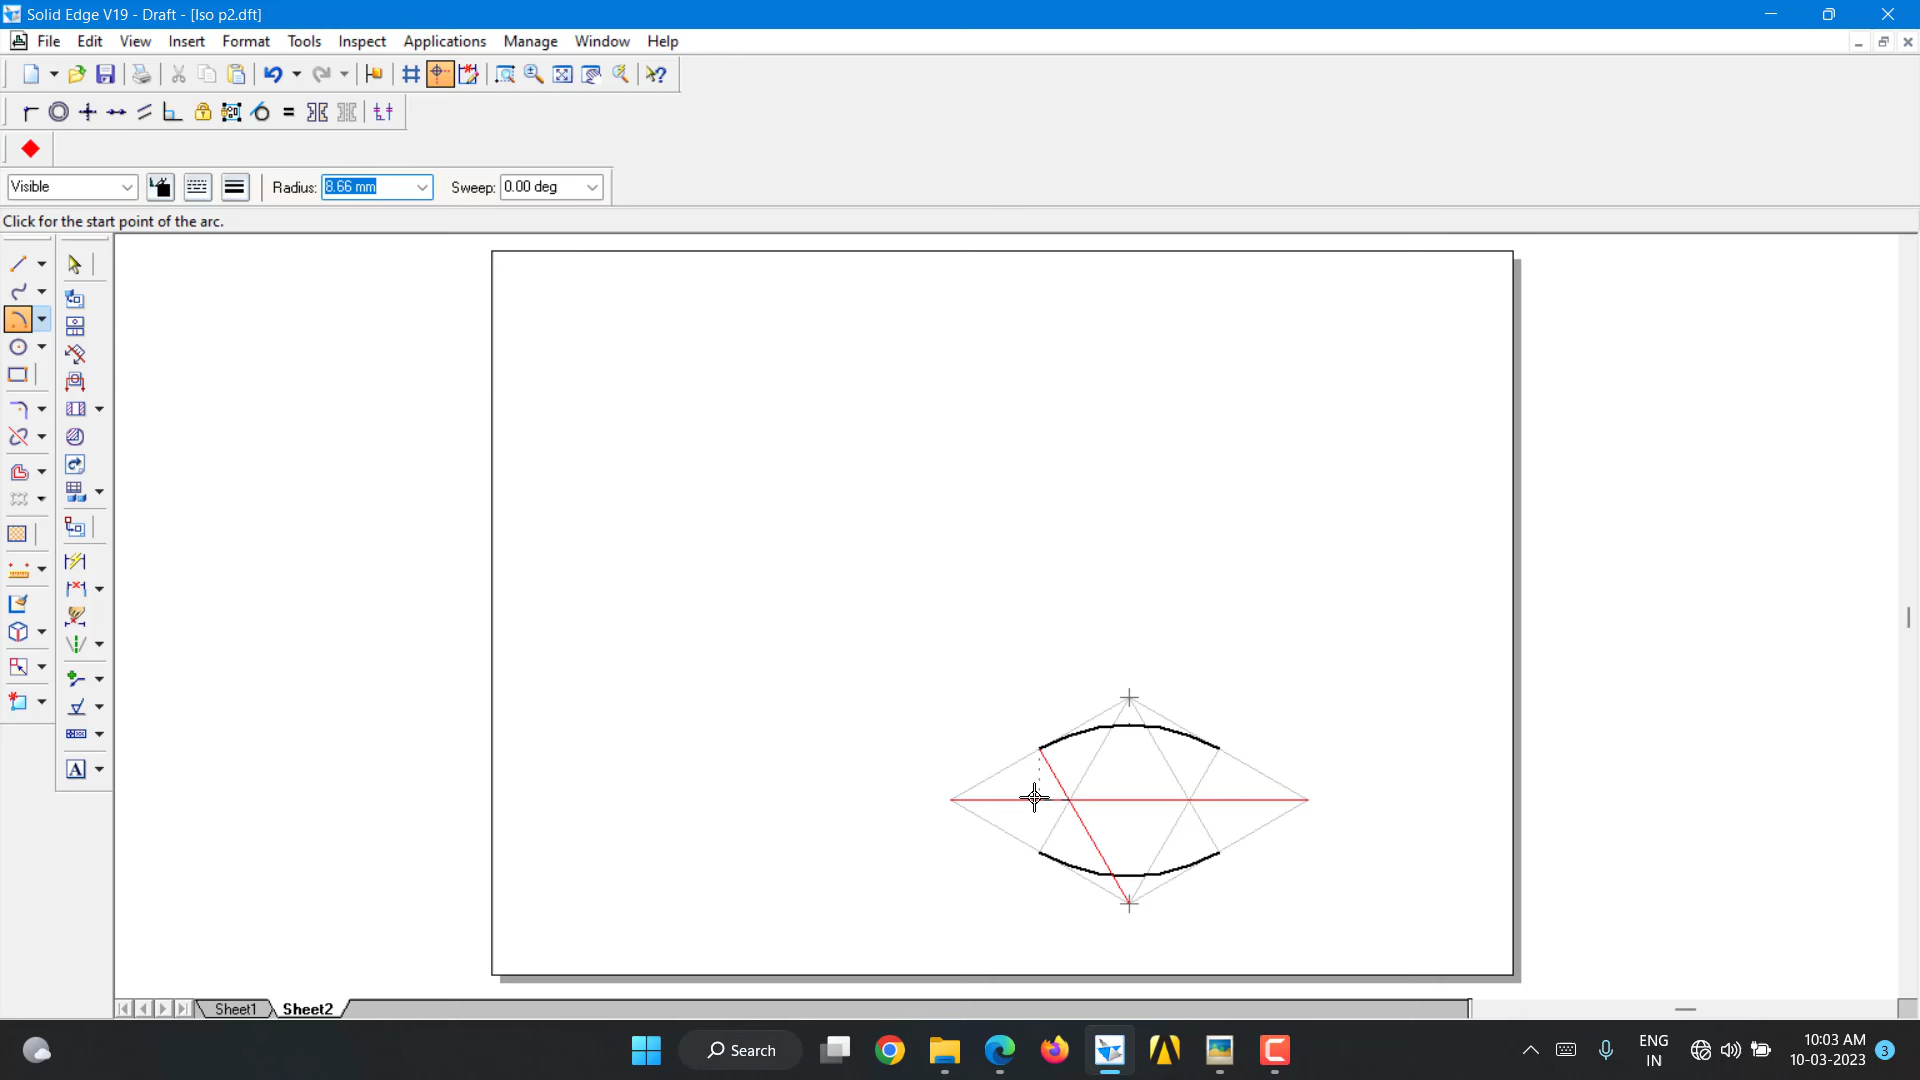 Solid Edge V19 - Draft - [Iso p2.dft]
File Edit View Insert Format Tools Inspect Applications Manage Window Help
Visible Radius: 8.66 mm Sweep: 0.00 deg
Click for the start point of the arc.
A
Sheet1 Sheet2
Search
ENG
IN
10:03 AM
10-03-2023
3